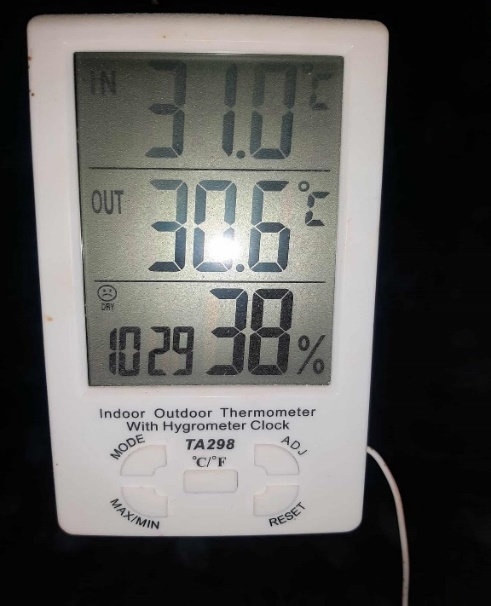 IN 31.0 °C
OUT 30.6 °C
DRY
10 29 38 %
Indoor Outdoor Thermometer
With Hygrometer Clock
TA298
MODE ADJ
°C/°F
MAX/MIN RESET